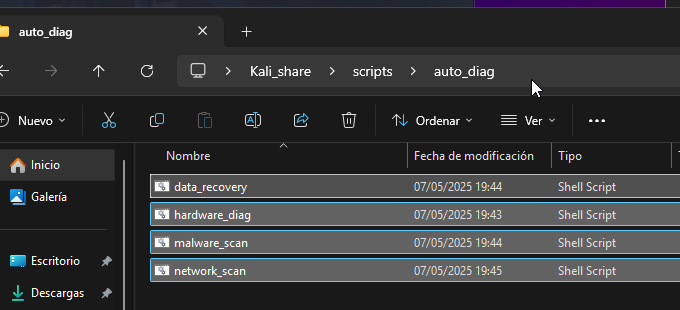 auto_diag
Kali_share > scripts > auto_diag
Nuevo Ordenar Ver
Inicio
Galería
Escritorio
Descargas
Nombre Fecha de modificación Tipo
data_recovery 07/05/2025 19:44 Shell Script
hardware_diag 07/05/2025 19:43 Shell Script
malware_scan 07/05/2025 19:44 Shell Script
network_scan 07/05/2025 19:45 Shell Script